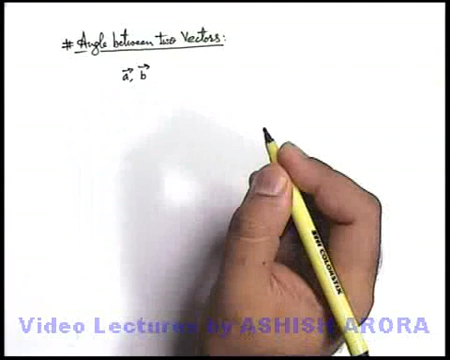 # Angle between two Vectors:
a⃗, b⃗
Video Lectures by ASHISH ARORA